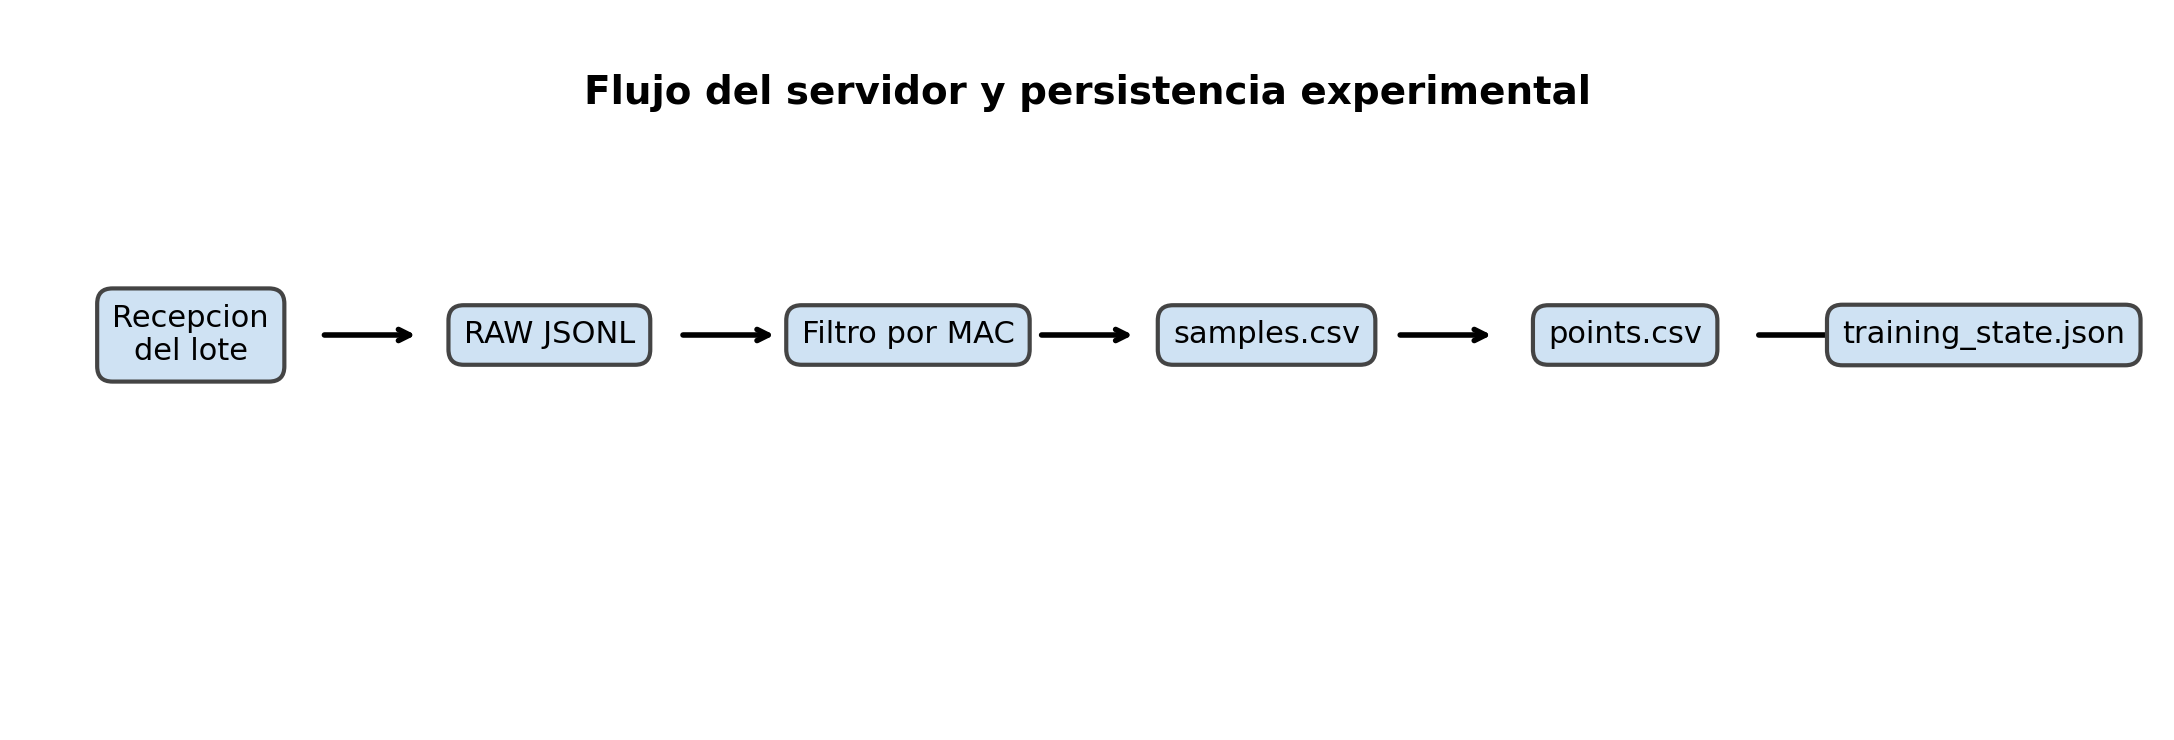 Flujo del servidor y persistencia experimental
Recepcion
del lote
RAW JSONL
Filtro por MAC
samples.csv
points.csv
training_state.json